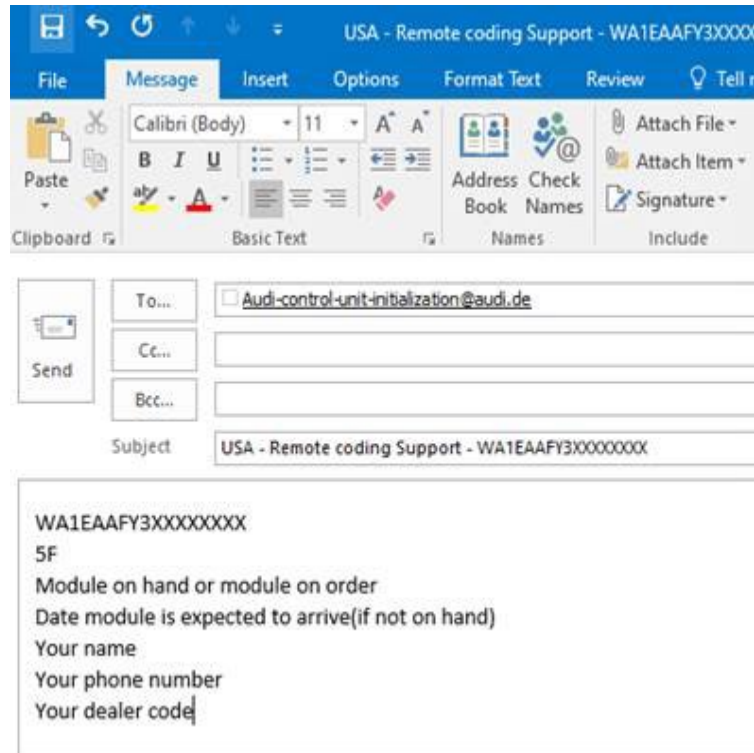 USA - Remote coding Support - WA1EAAFY3XXXX
File Message Insert Options Format Text Review Tell
Calibri (Body) 11 A A Attach File
B I U Attach Item
Paste Address Check Signature
Book Names
aby A
Clipboard Basic Text Names Include
To... Audi-control-unit-initialization@audi.de
Cc...
Send
Bcc...
Subject USA - Remote coding Support - WA1EAAFY3XXXXXXXX
WA1EAAFY3XXXXXXXX
5F
Module on hand or module on order
Date module is expected to arrive(if not on hand)
Your name
Your phone number
Your dealer code